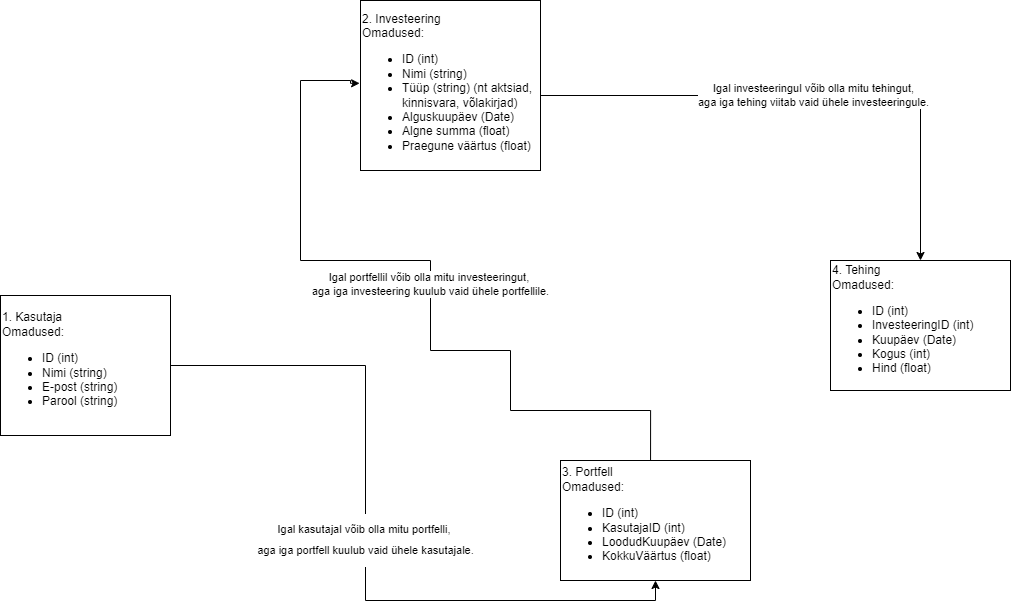 2. Investeering
Omadused:
ID (int)
Nimi (string)
Tüüp (string) (nt aktsiad,
kinnisvara, võlakirjad)
Alguskuupäev (Date)
Algne summa (float)
Praegune väärtus (float)
Igal investeeringul võib olla mitu tehingut,
aga iga tehing viitab vaid ühele investeeringule.
Igal portfellil võib olla mitu investeeringut,
aga iga investeering kuulub vaid ühele portfellile.
4. Tehing
Omadused:
ID (int)
InvesteeringID (int)
Kuupäev (Date)
Kogus (int)
Hind (float)
1. Kasutaja
Omadused:
ID (int)
Nimi (string)
E-post (string)
Parool (string)
Igal kasutajal võib olla mitu portfelli,
aga iga portfell kuulub vaid ühele kasutajale.
3. Portfell
Omadused:
ID (int)
KasutajaID (int)
LoodudKuupäev (Date)
KokkuVäärtus (float)